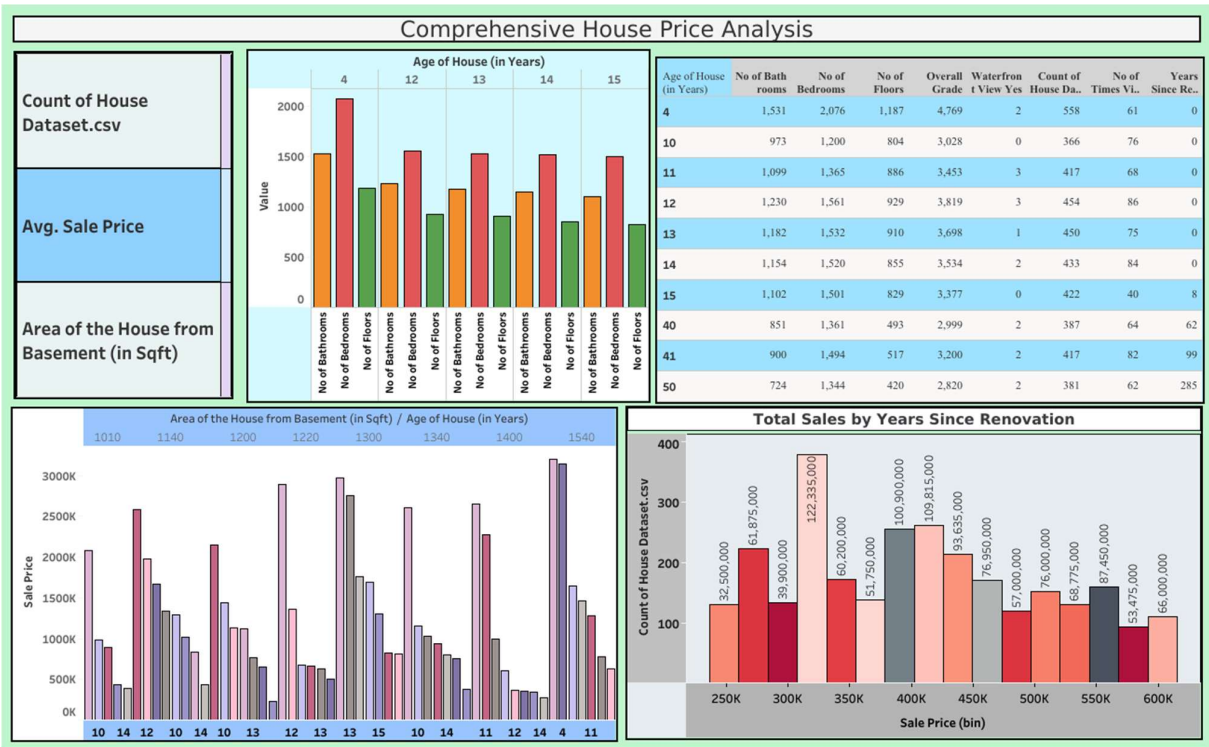 Comprehensive House Price Analysis
Count of House
Dataset.csv
Avg. Sale Price
Area of the House from
Basement (in Sqft)
Age of House (in Years)
4 12 13 14 15
2000
1500
1000
500
0
Value
No of Bathrooms
No of Bedrooms
No of Floors
No of Bathrooms
No of Bedrooms
No of Floors
No of Bathrooms
No of Bedrooms
No of Floors
No of Bathrooms
No of Bedrooms
No of Floors
No of Bathrooms
No of Bedrooms
No of Floors
Age of House No of Bath No of No of Overall Waterfron Count of No of Years
(in Years) rooms Bedrooms Floors Grade t View Yes House Da.. Times Vi.. Since Re..
4 1,531 2,076 1,187 4,769 2 558 61 0
10 973 1,200 804 3,028 0 366 76 0
11 1,099 1,365 886 3,453 3 417 68 0
12 1,230 1,561 929 3,819 3 454 86 0
13 1,182 1,532 910 3,698 1 450 75 0
14 1,154 1,520 855 3,534 2 433 84 0
15 1,102 1,501 829 3,377 0 422 40 8
40 851 1,361 493 2,999 2 387 64 62
41 900 1,494 517 3,200 2 417 82 99
50 724 1,344 420 2,820 2 381 62 285
Area of the House from Basement (in Sqft) / Age of House (in Years)
1010 1140 1200 1220 1300 1340 1400 1540
3000K
2500K
2000K
1500K
1000K
500K
0K
Sale Price
10 14 12 10 14 10 13 12 13 13 15 10 14 11 12 14 4 11
Total Sales by Years Since Renovation
400
300
200
100
Count of House Dataset.csv
32,500,000
61,875,000
39,900,000
122,335,000
60,200,000
51,750,000
100,900,000
109,815,000
93,635,000
76,950,000
57,000,000
76,000,000
68,775,000
87,450,000
53,475,000
66,000,000
250K 300K 350K 400K 450K 500K 550K 600K
Sale Price (bin)